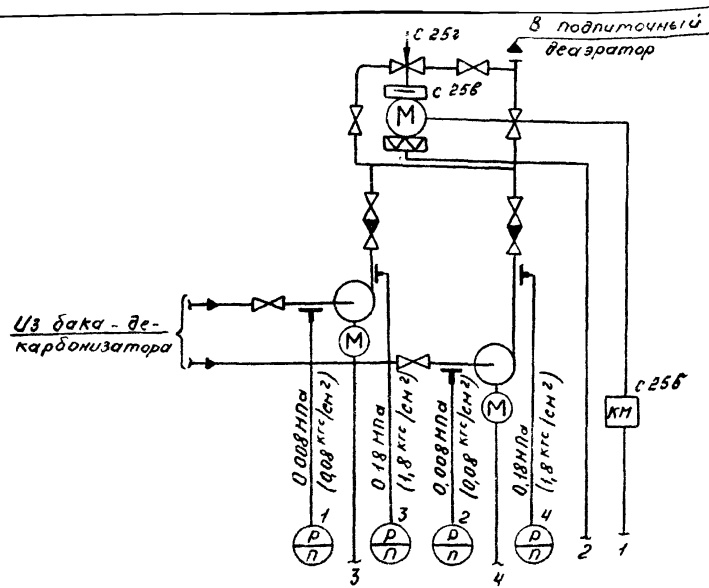 В подпиточный
деаэратор
с 25г
с 25в
М
Из бака-де-
карбонизатора
М
М
с 25б
КМ
0,008 МПа
(0,08 кгс/см²)
0,18 МПа
(1,8 кгс/см²)
0,008 МПа
(0,08 кгс/см²)
0,18 МПа
(1,8 кгс/см²)
1
3
2
4
Р
П
Р
П
Р
П
Р
П
3
4
2
1